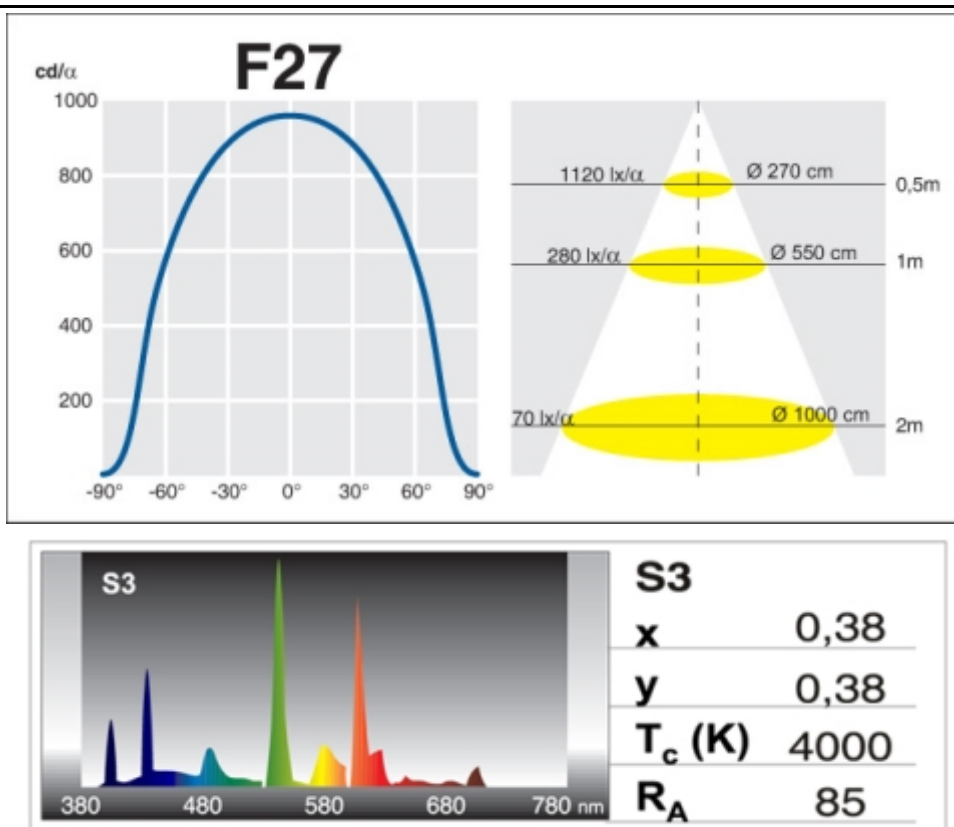 F27
cd/α
1000
800
600
400
200
-90° -60° -30° 0° 30° 60° 90°
1120 lx/α Ø 270 cm 0,5m
280 lx/α Ø 550 cm 1m
70 lx/α Ø 1000 cm 2m
S3
380 480 580 680 780 nm
S3
x 0,38
y 0,38
Tc (K) 4000
RA 85